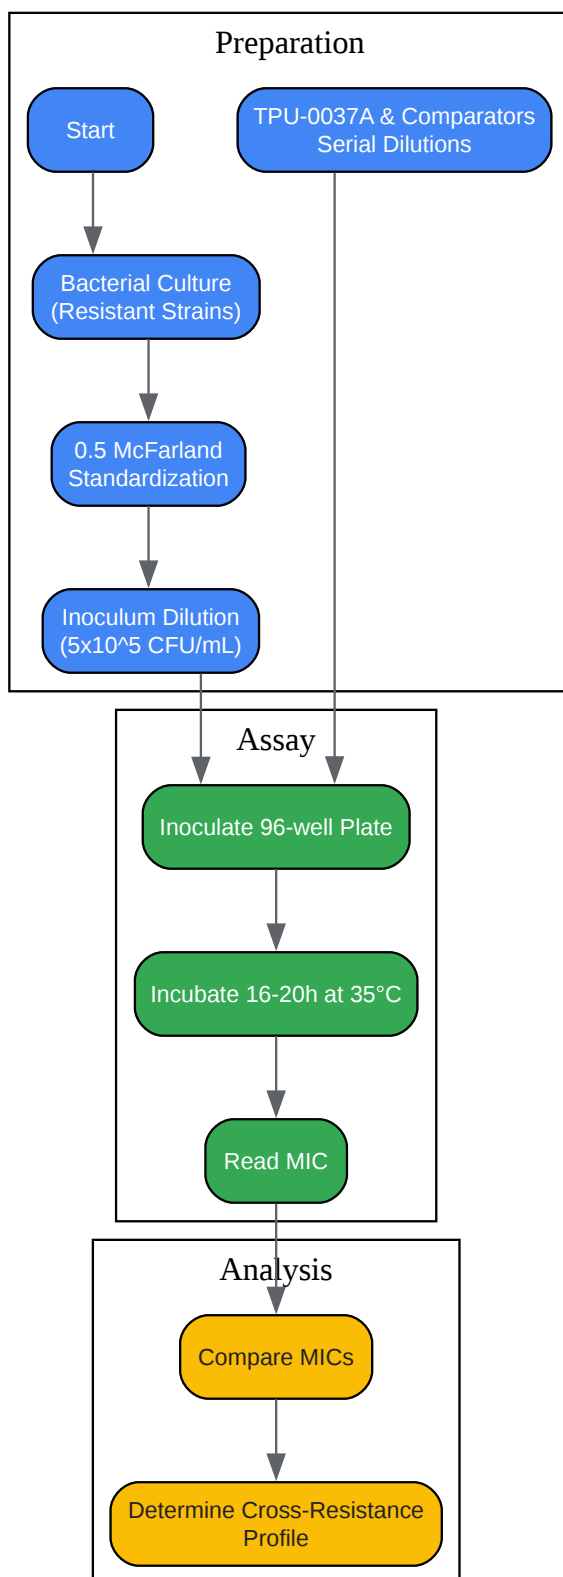 Preparation
Start
TPU-0037A & Comparators
Serial Dilutions
Bacterial Culture
(Resistant Strains)
0.5 McFarland
Standardization
Inoculum Dilution
(5x10^5 CFU/mL)
Assay
Inoculate 96-well Plate
Incubate 16-20h at 35°C
Read MIC
Analysis
Compare MICs
Determine Cross-Resistance
Profile